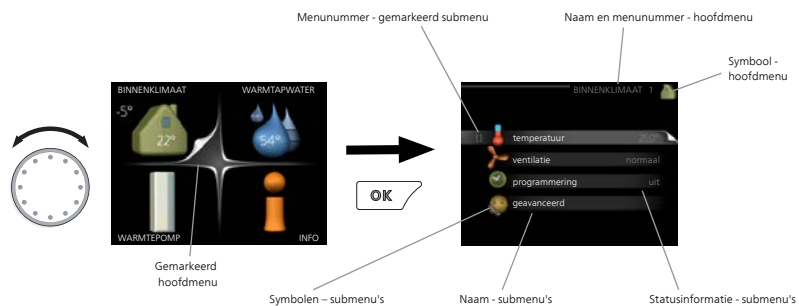 Menunummer - gemarkeerd submenu
Naam en menunummer - hoofdmenu
Symbool -
hoofdmenu
BINNENKLIMAAT
WARMTAPWATER
-5°
22°
54°
WARMTEPOMP
INFO
Gemarkeerd
hoofdmenu
OK
BINNENKLIMAAT 1
11 temperatuur
ventilatie normaal
programmering uit
geavanceerd
Symbolen – submenu's
Naam - submenu's
Statusinformatie - submenu's